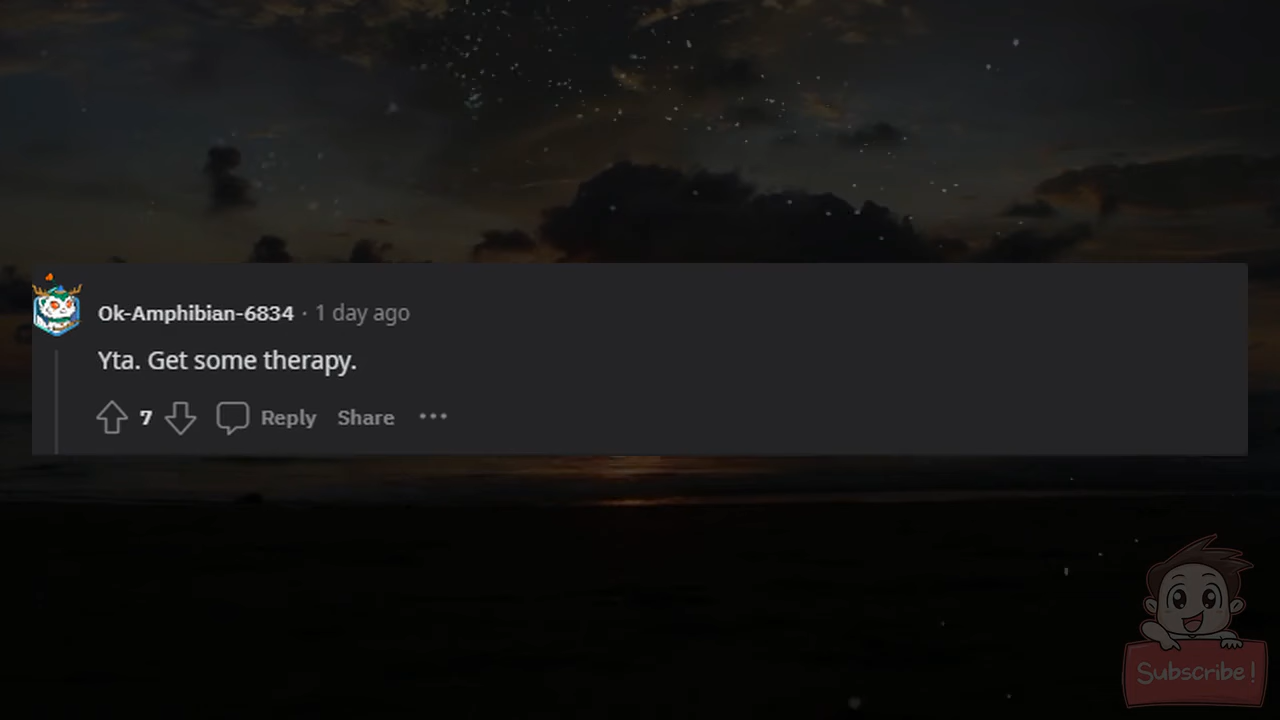 Ok-Amphibian-6834 · 1 day ago
Yta. Get some therapy.
7 Reply Share ···
Subscribe!